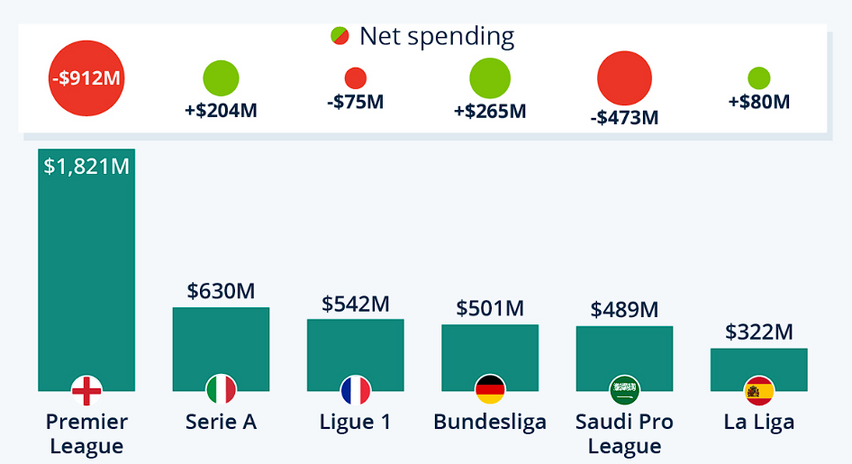 Net spending
-$912M
+$204M
-$75M
+$265M
-$473M
+$80M
$1,821M
$630M
$542M
$501M
$489M
$322M
Premier
League
Serie A
Ligue 1
Bundesliga
Saudi Pro
League
La Liga